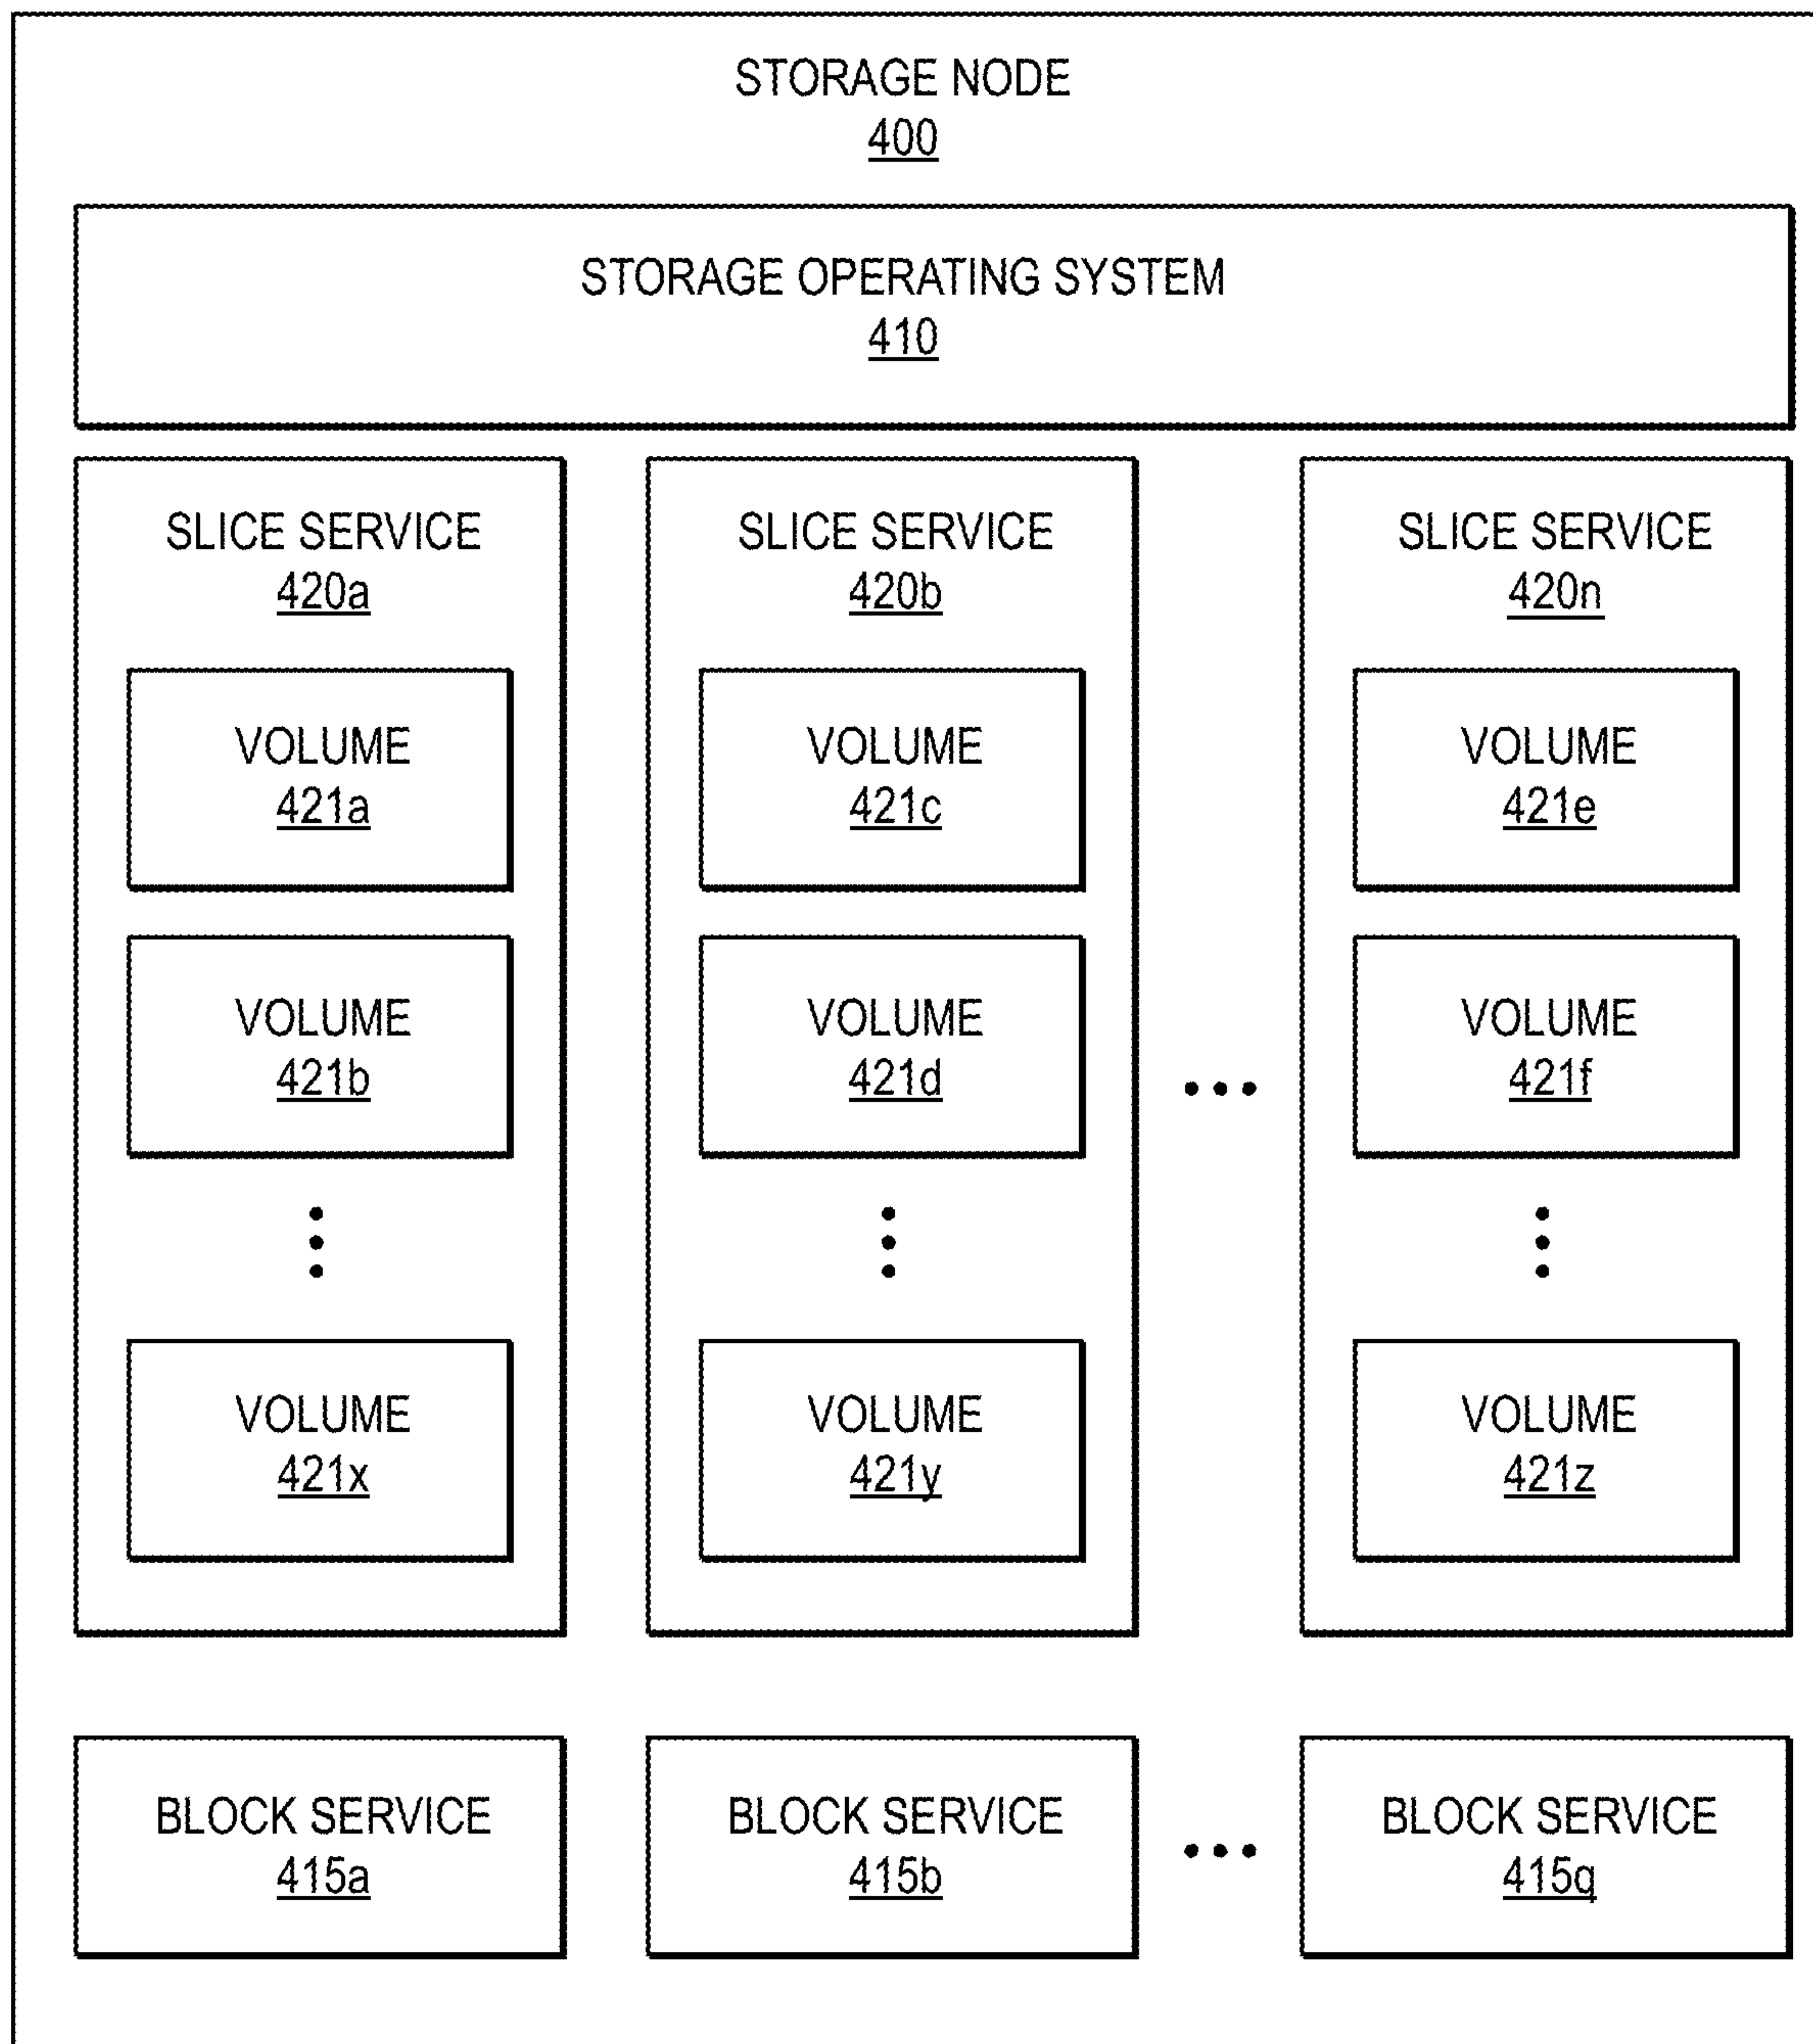 STORAGE NODE
400
STORAGE OPERATING SYSTEM
410
SLICE SERVICE
420a
VOLUME
421a
VOLUME
421b
VOLUME
421x
SLICE SERVICE
420b
VOLUME
421c
VOLUME
421d
VOLUME
421y
SLICE SERVICE
420n
VOLUME
421e
VOLUME
421f
VOLUME
421z
BLOCK SERVICE
415a
BLOCK SERVICE
415b
BLOCK SERVICE
415q